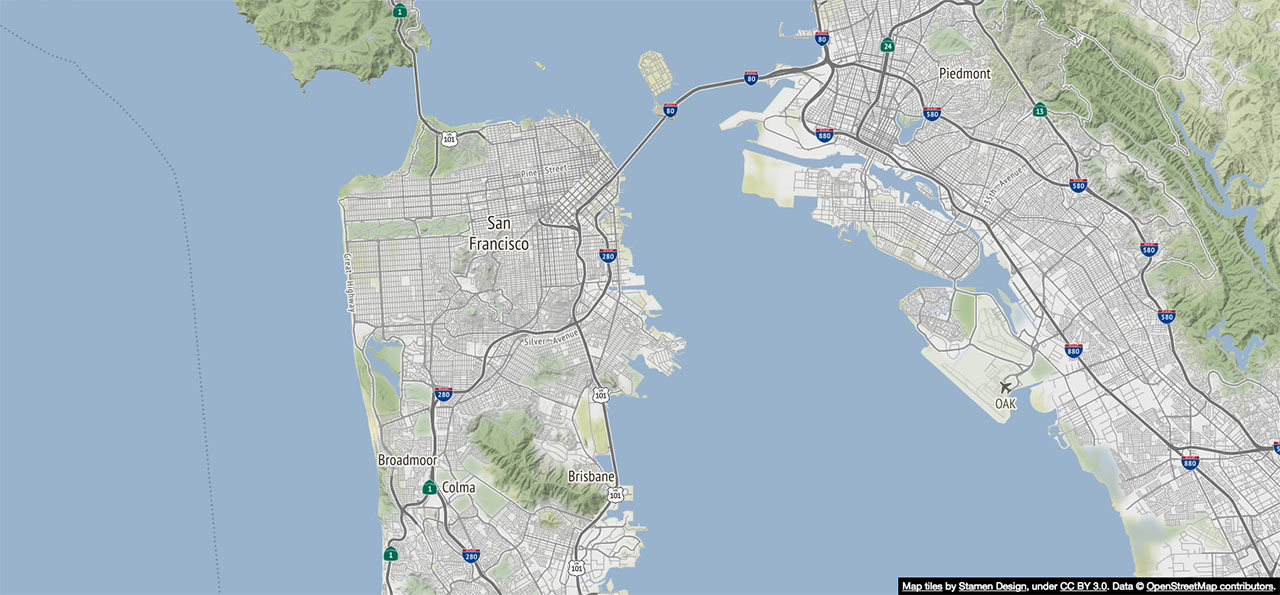 1
80
24
Piedmont
80
80
580
13
880
101
Pine Street
580
35th Avenue
San
Francisco
280
580
Great Highway
580
Silver Avenue
880
OAK
280
101
Broadmoor
880
Brisbane
1
Colma
101
1
280
101
Map tiles by Stamen Design, under CC BY 3.0. Data © OpenStreetMap contributors.